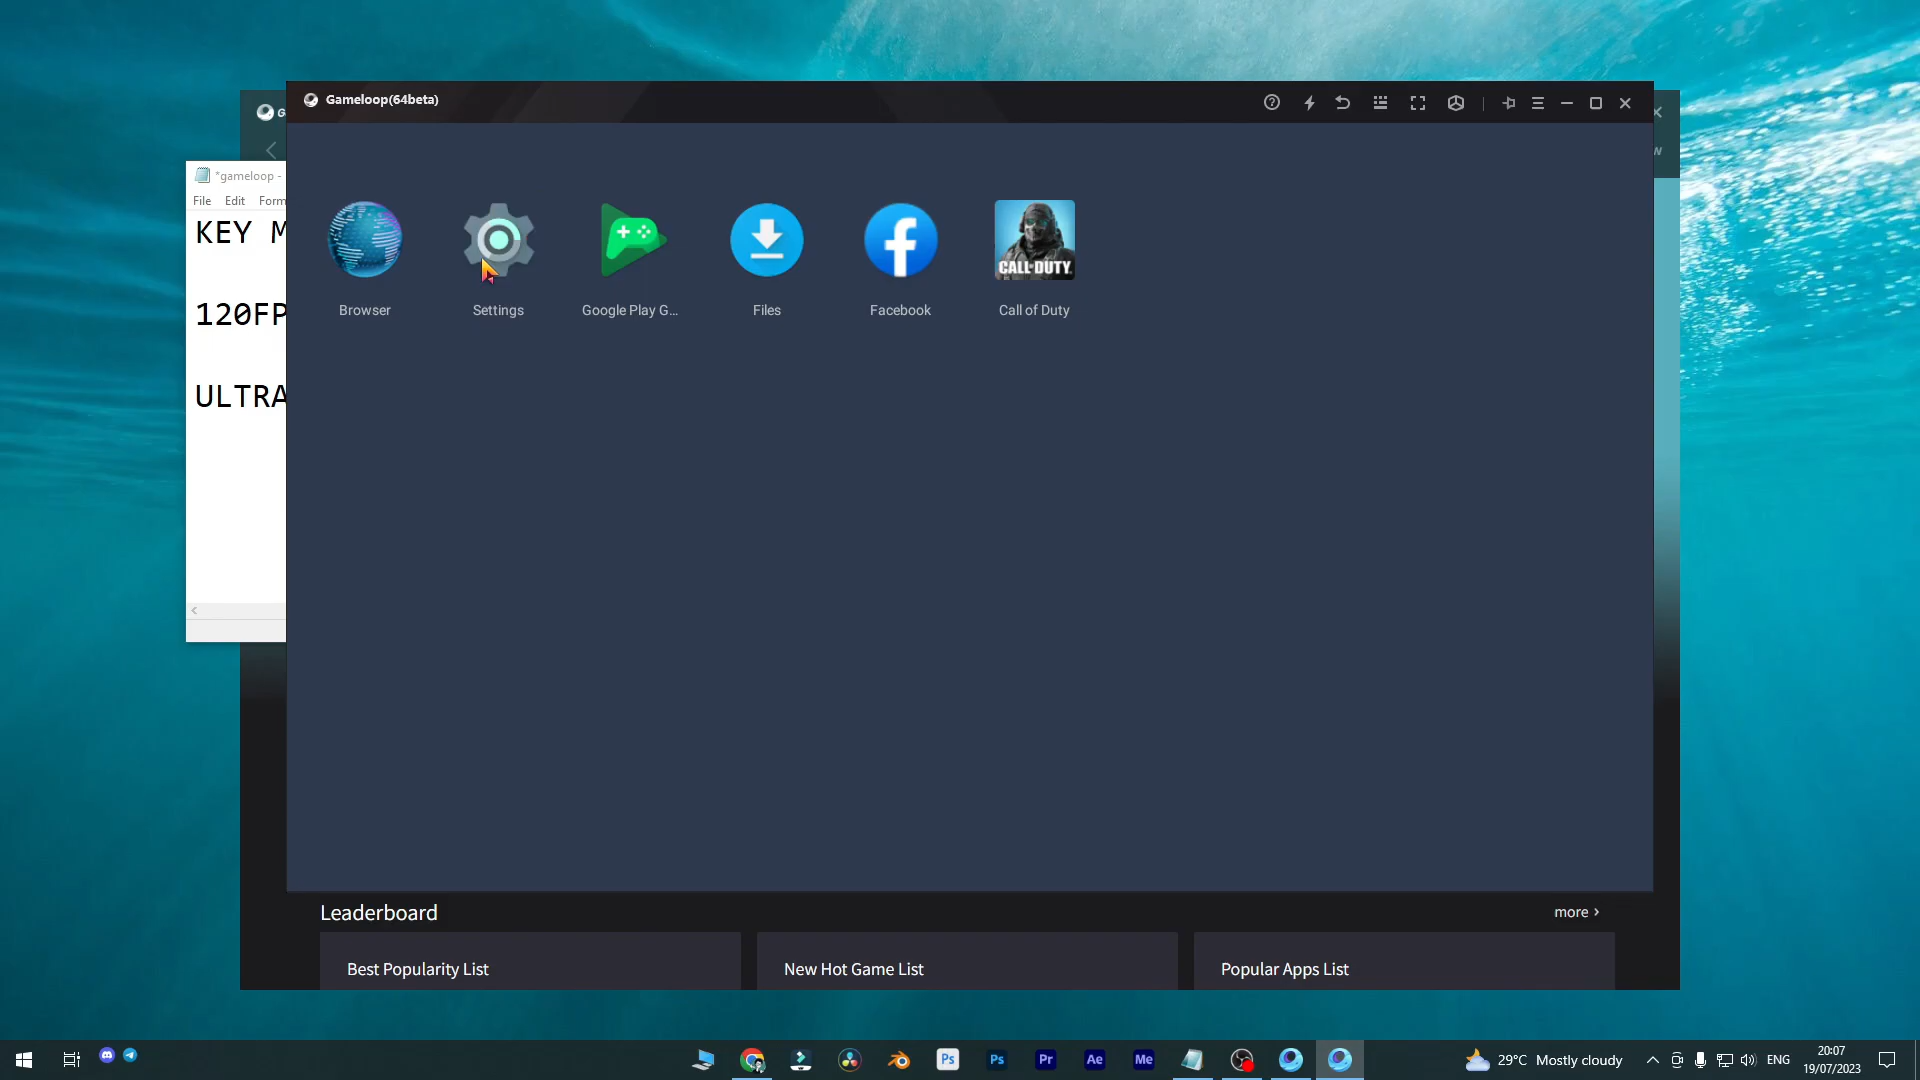 Gameloop(64beta)
G
W
*gameloop -
File Edit Form
KEY M
120FP
ULTRA
CALL·DUTY.
Browser
Settings
Google Play G...
Files
Facebook
Call of Duty
Leaderboard
more
Best Popularity List
New Hot Game List
Popular Apps List
Ps
Ps
Pr
Ae
Me
29°C Mostly cloudy
ENG
20:07
19/07/2023